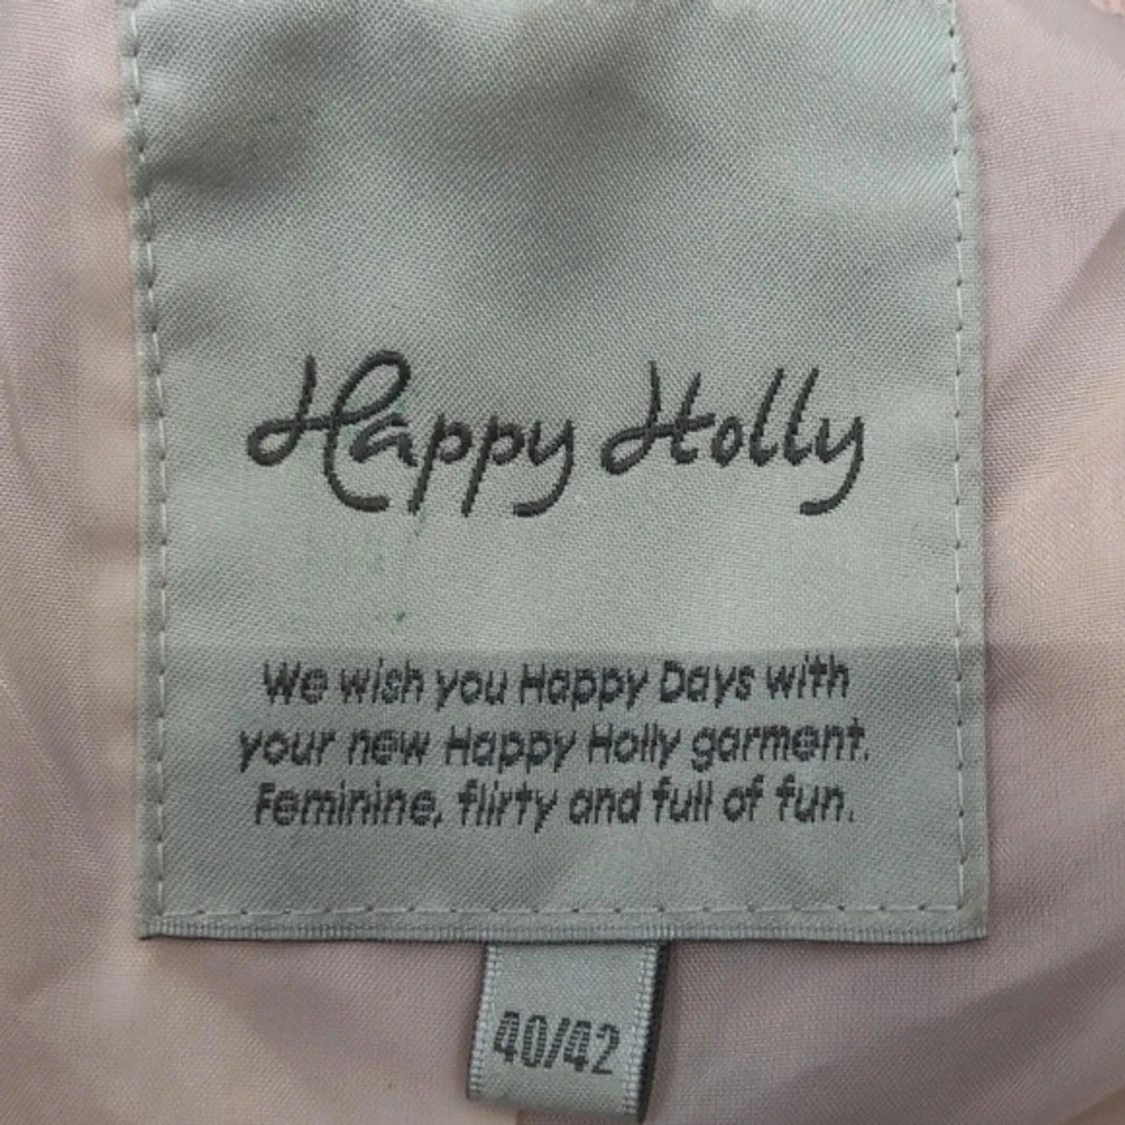 Happy Holly
We wish you Happy Days with
your new Happy Holly garment.
Feminine, flirty and full of fun.
40/42